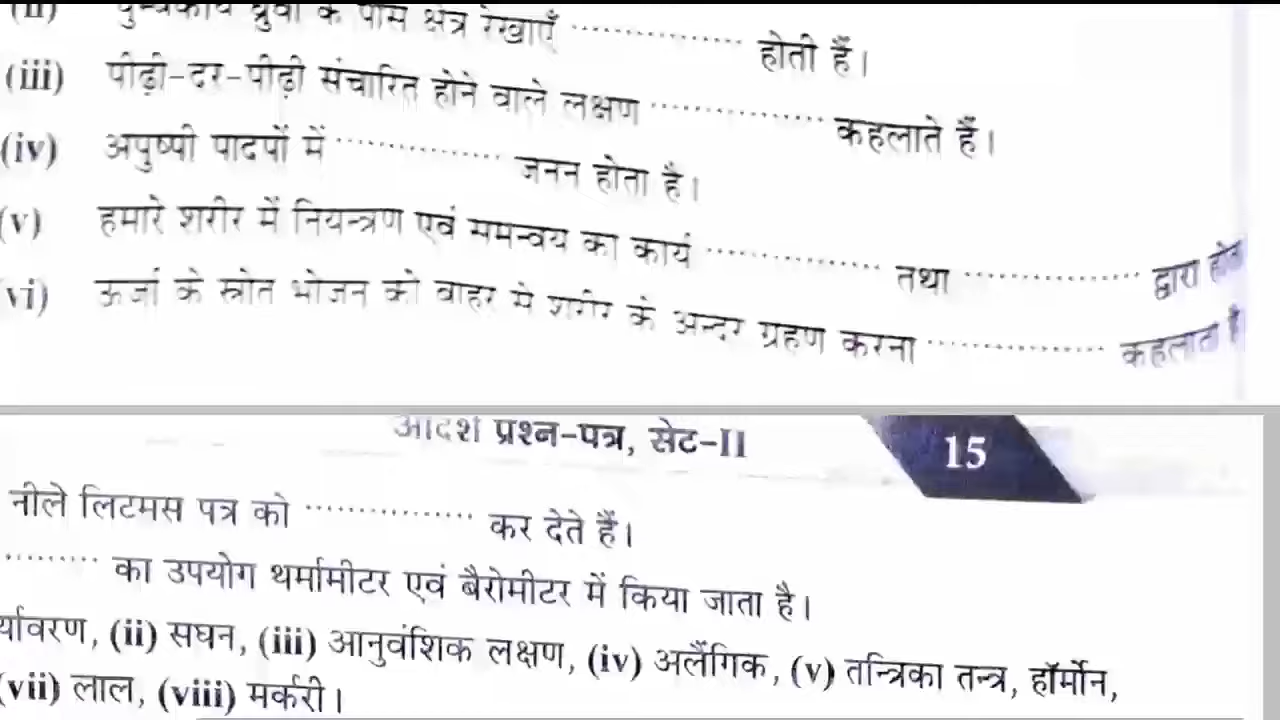 (ii) चुम्बकीय ध्रुवों के पास क्षेत्र रेखाएँ ................ होती हैं।
(iii) पीढ़ी-दर-पीढ़ी संचारित होने वाले लक्षण ................ कहलाते हैं।
(iv) अपुष्पी पादपों में ................ जनन होता है।
(v) हमारे शरीर में नियन्त्रण एवं समन्वय का कार्य ................ तथा ................ द्वारा
vi) ऊर्जा के स्रोत भोजन को बाहर से शरीर के अन्दर ग्रहण करना ................ कहलाता है
आदर्श प्रश्न-पत्र, सेट-II
15
नीले लिटमस पत्र को ................ कर देते हैं।
......... का उपयोग थर्मामीटर एवं बैरोमीटर में किया जाता है।
र्यावरण, (ii) सघन, (iii) आनुवंशिक लक्षण, (iv) अलैंगिक, (v) तन्त्रिका तन्त्र, हॉर्मोन,
(vii) लाल, (viii) मर्करी।